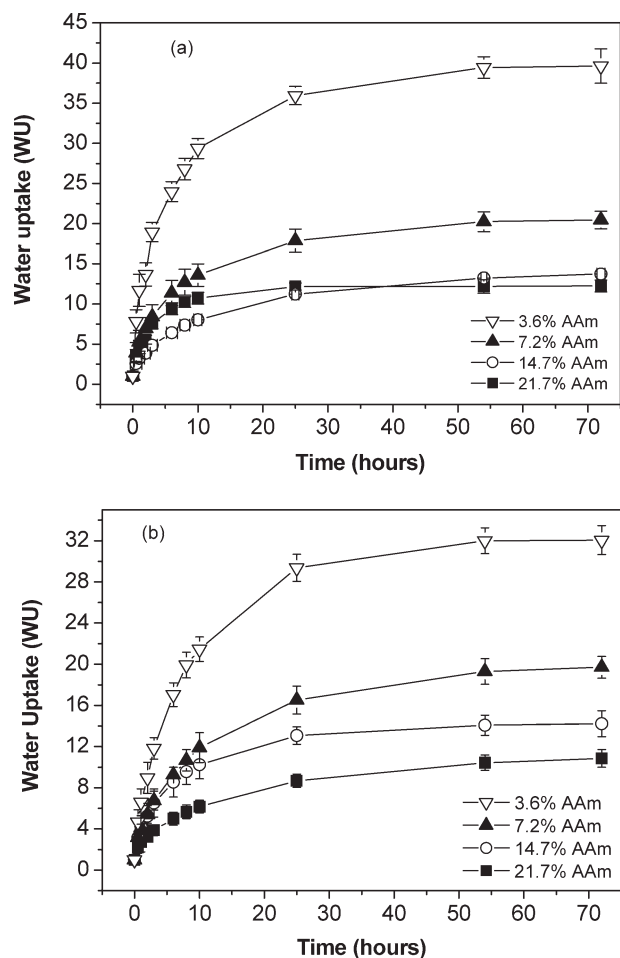 (a)
Water uptake (WU)
45
40
35
30
25
20
15
10
5
0
3.6% AAm
7.2% AAm
14.7% AAm
21.7% AAm
0 10 20 30 40 50 60 70
Time (hours)
(b)
Water Uptake (WU)
32
28
24
20
16
12
8
4
0
3.6% AAm
7.2% AAm
14.7% AAm
21.7% AAm
0 10 20 30 40 50 60 70
Time (hours)